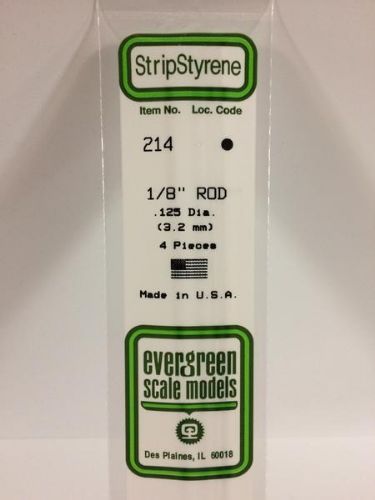 StripStyrene
Item No. Loc. Code
214
1/8" ROD
.125 Dia.
(3.2 mm)
4 Pieces
Made in U.S.A.
evergreen
scale models
Des Plaines, IL 60018